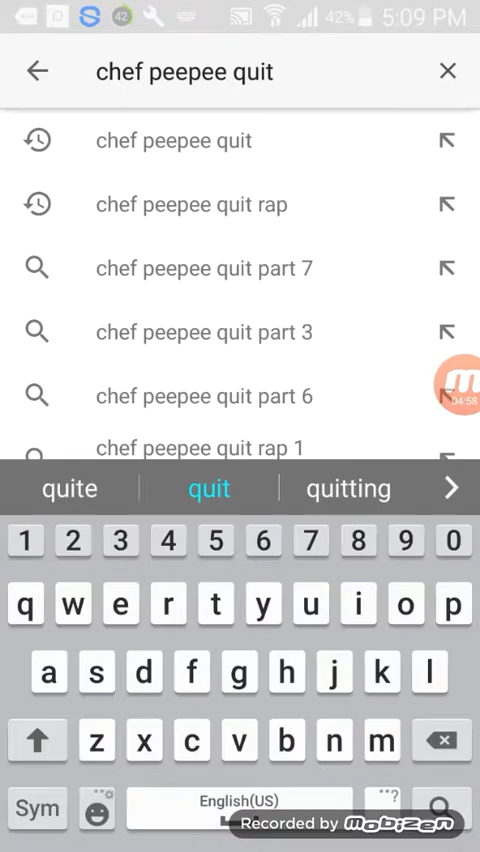 42 42% 5:09 PM
chef peepee quit
chef peepee quit
chef peepee quit rap
chef peepee quit part 7
chef peepee quit part 3
04:58
chef peepee quit part 6
chef peepee quit rap 1
quite quit quitting
1 2 3 4 5 6 7 8 9 0
q w e r t y u i o p
a s d f g h j k l
z x c v b n m
Sym English(US) ?
Recorded by mobizen